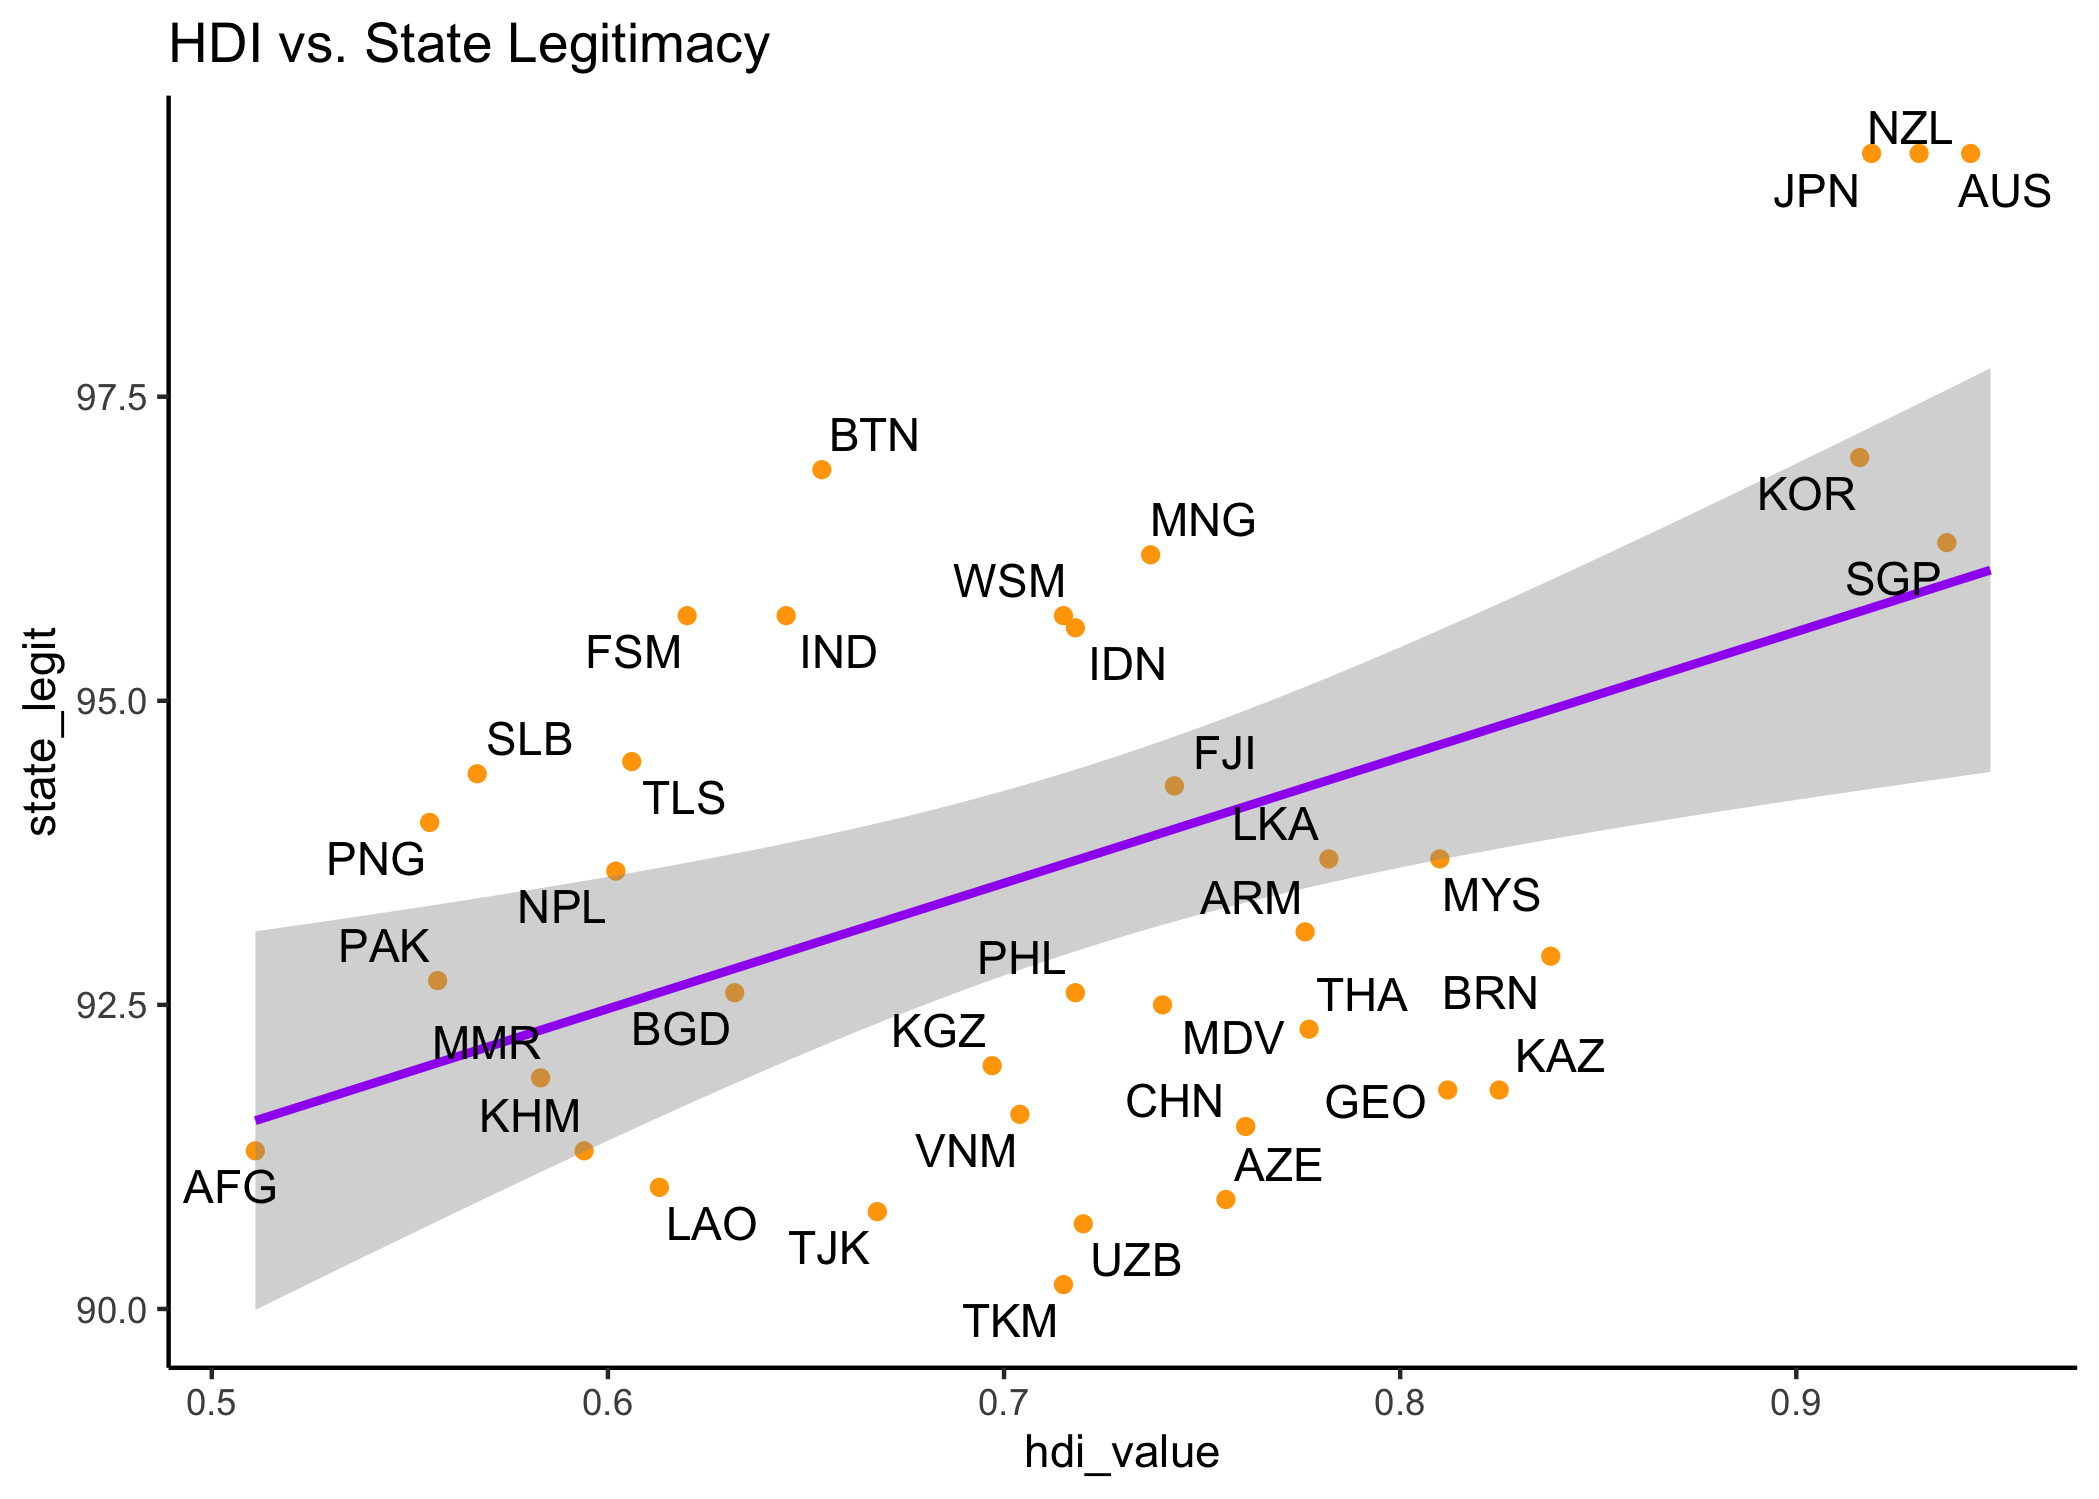 HDI vs. State Legitimacy
NZL
JPN
AUS
97.5
BTN
KOR
MNG
WSM
SGP
FSM
IND
IDN
state_legit
95.0
SLB
FJI
TLS
LKA
PNG
NPL
ARM
MYS
PAK
PHL
92.5
THA
BRN
MMR
BGD
KGZ
MDV
KAZ
KHM
CHN
GEO
VNM
AZE
AFG
LAO
TJK
UZB
90.0
TKM
0.5
0.6
0.7
0.8
0.9
hdi_value